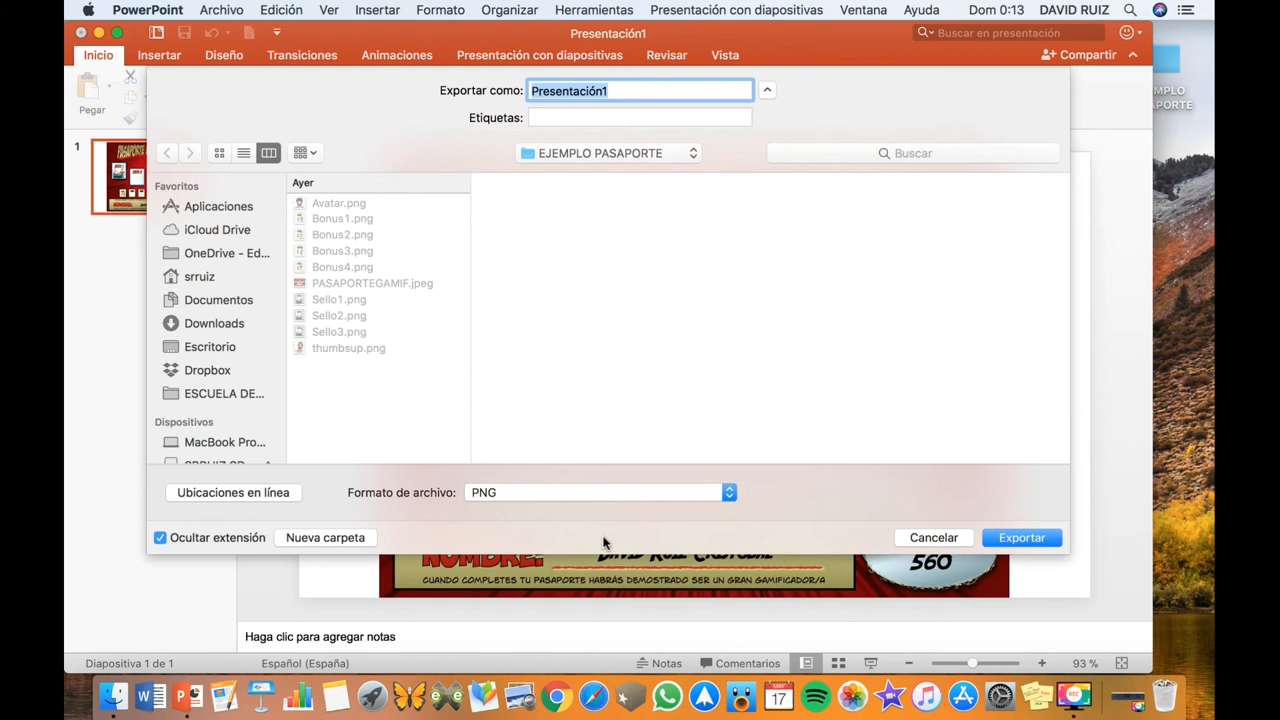 PowerPoint Archivo Edición Ver Insertar Formato Organizar Herramientas Presentación con diapositivas Ventana Ayuda Dom 0:13 DAVID RUIZ
Presentación1
Buscar en presentación
Inicio Insertar Diseño Transiciones Animaciones Presentación con diapositivas Revisar Vista Compartir
Pegar
Exportar como: Presentación1
Etiquetas:
EJEMPLO PASAPORTE
Buscar
Favoritos
Aplicaciones
iCloud Drive
OneDrive - Ed...
srruiz
Documentos
Downloads
Escritorio
Dropbox
ESCUELA DE...
Dispositivos
MacBook Pro...
Ayer
Avatar.png
Bonus1.png
Bonus2.png
Bonus3.png
Bonus4.png
PASAPORTEGAMIF.jpeg
Sello1.png
Sello2.png
Sello3.png
thumbsup.png
Ubicaciones en línea
Formato de archivo: PNG
Ocultar extensión
Nueva carpeta
Cancelar
Exportar
1
NOMBRE:
560
CUANDO COMPLETES TU PASAPORTE HABRÁS DEMOSTRADO SER UN GRAN GAMIFICADOR/A
Haga clic para agregar notas
Diapositiva 1 de 1
Español (España)
Notas
Comentarios
93 %
REC
17